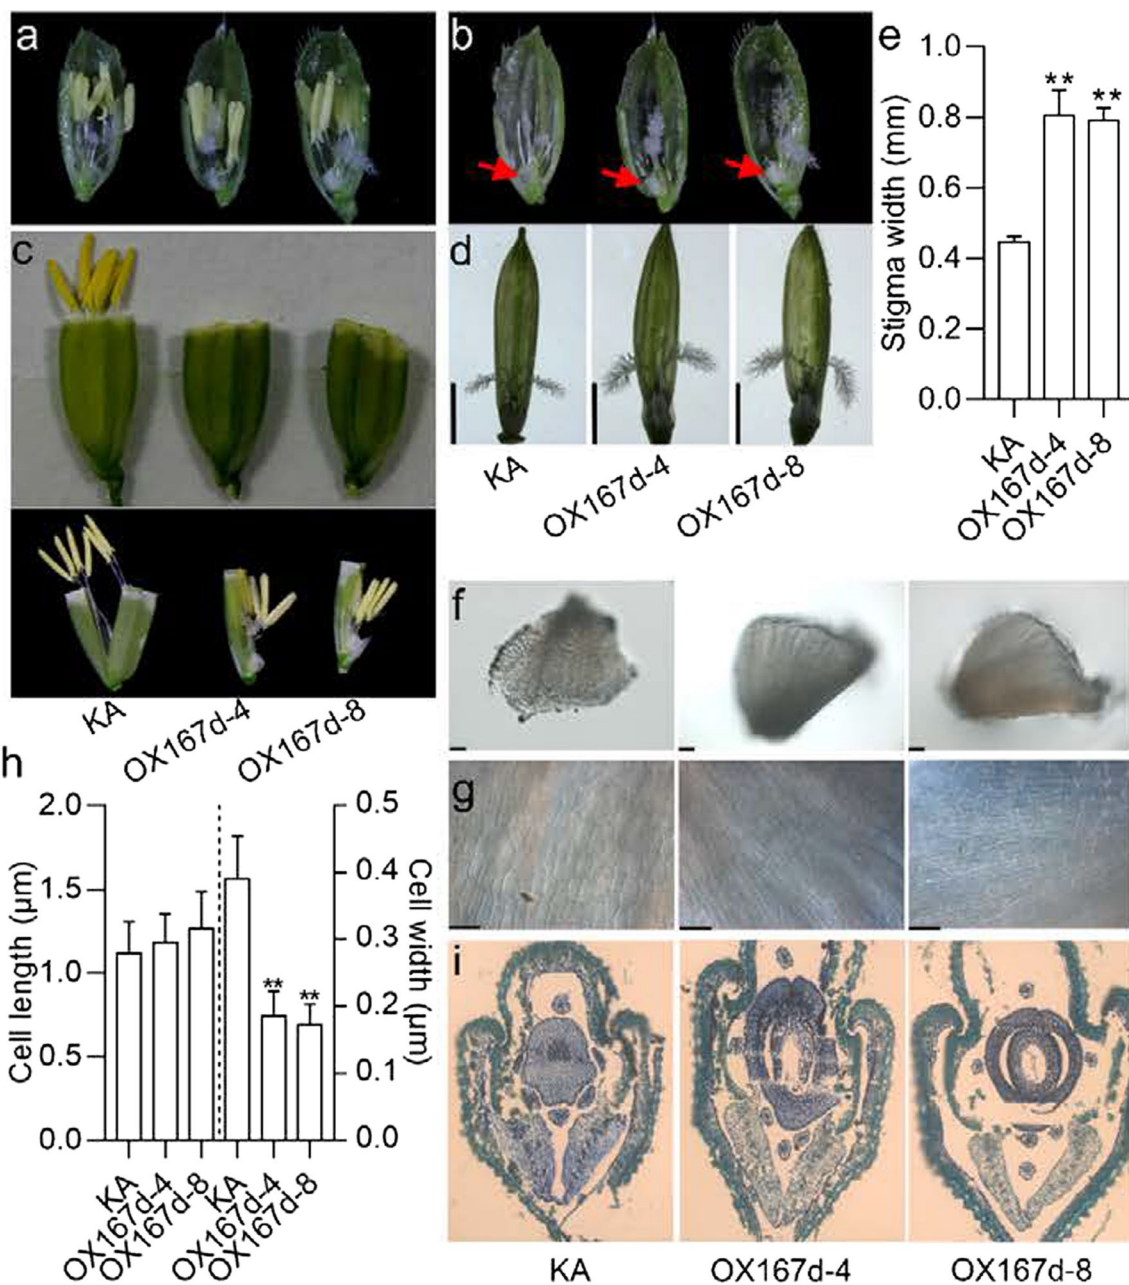 a
b
c
KA
OX167d-4
OX167d-8
d
KA
OX167d-4
OX167d-8
e
Stigma width (mm)
1.0
0.8
0.6
0.4
0.2
0.0
**
**
KA
OX167d-4
OX167d-8
f
g
h
Cell length (µm)
2.0
1.5
1.0
0.5
0.0
**
**
0.5
0.4
0.3
0.2
0.1
0.0
Cell width (µm)
KA
OX167d-4
OX167d-8
KA
OX167d-4
OX167d-8
i
KA
OX167d-4
OX167d-8